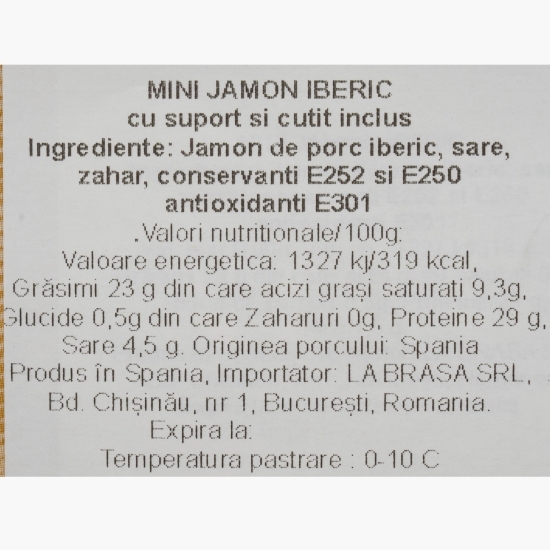 MINI JAMON IBERIC
cu suport si cutit inclus
Ingrediente: Jamon de porc iberic, sare,
zahar, conservanti E252 si E250
antioxidanti E301
.Valori nutritionale/100g:
Valoare energetica: 1327 kj/319 kcal,
Grăsimi 23 g din care acizi grași saturați 9,3g,
Glucide 0,5g din care Zaharuri 0g, Proteine 29 g,
Sare 4,5 g. Originea porcului: Spania
Produs în Spania, Importator: LA BRASA SRL,
Bd. Chișinău, nr 1, București, Romania.
Expira la:
Temperatura pastrare : 0-10 C